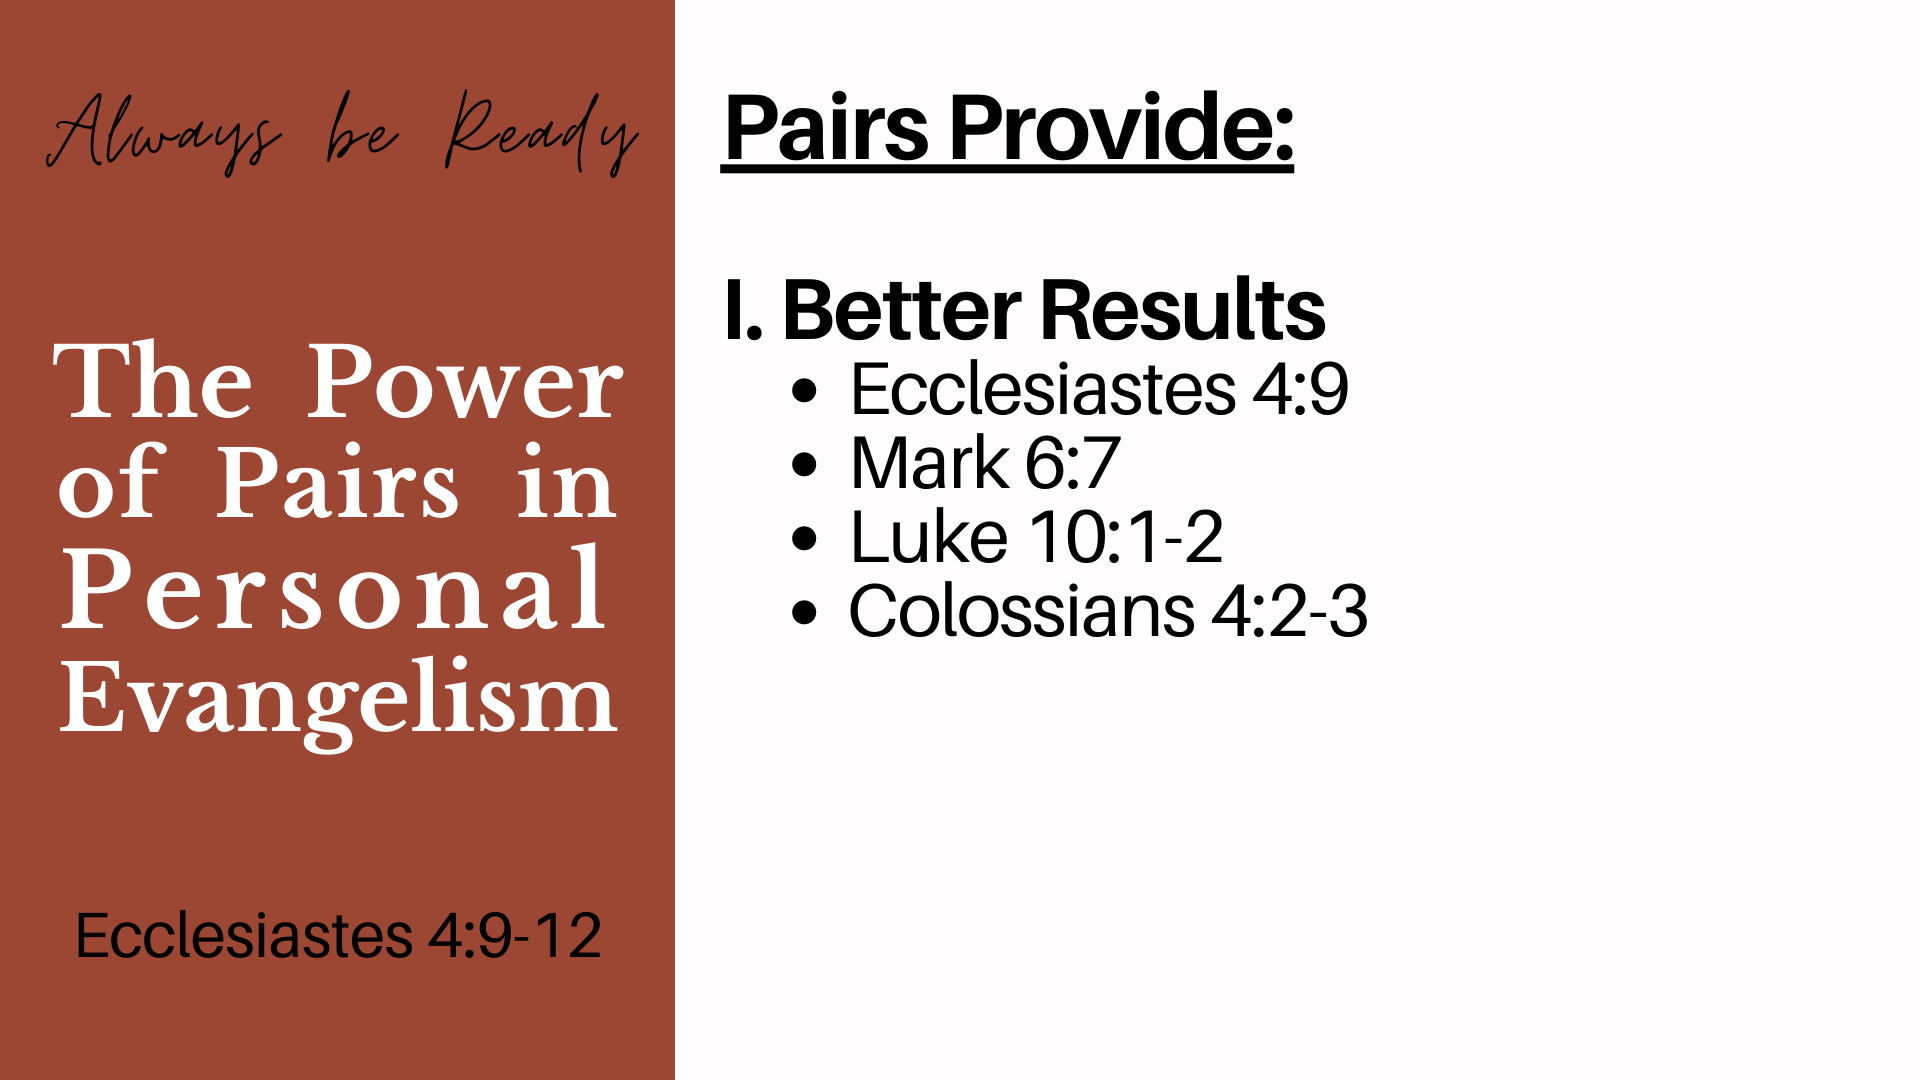 Always be Ready
The Power
of Pairs in
Personal
Evangelism
Ecclesiastes 4:9-12
Pairs Provide:
I. Better Results
• Ecclesiastes 4:9
• Mark 6:7
• Luke 10:1-2
• Colossians 4:2-3